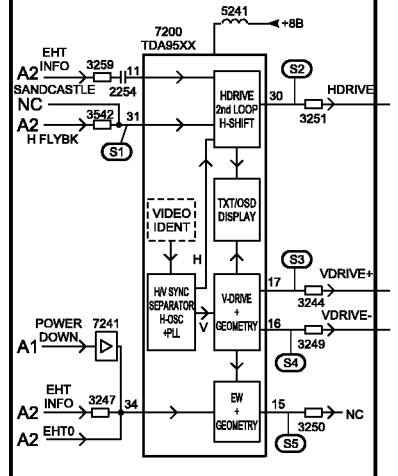 5241
+8B
7200
TDA95XX
EHT
INFO
A2
3259
2254
11
SANDCASTLE
NC
3542
31
A2
H FLYBK
S1
HDRIVE
2nd LOOP
H-SHIFT
30
S2
HDRIVE
3251
TXT/OSD
DISPLAY
VIDEO
IDENT
H
H/V SYNC
SEPARATOR
H-OSC
+PLL
V
V-DRIVE
+
GEOMETRY
17
S3
VDRIVE+
3244
16
VDRIVE-
3249
S4
POWER
DOWN
7241
A1
EHT
INFO
3247
34
A2
EHT0
A2
EW
+
GEOMETRY
15
NC
3250
S5